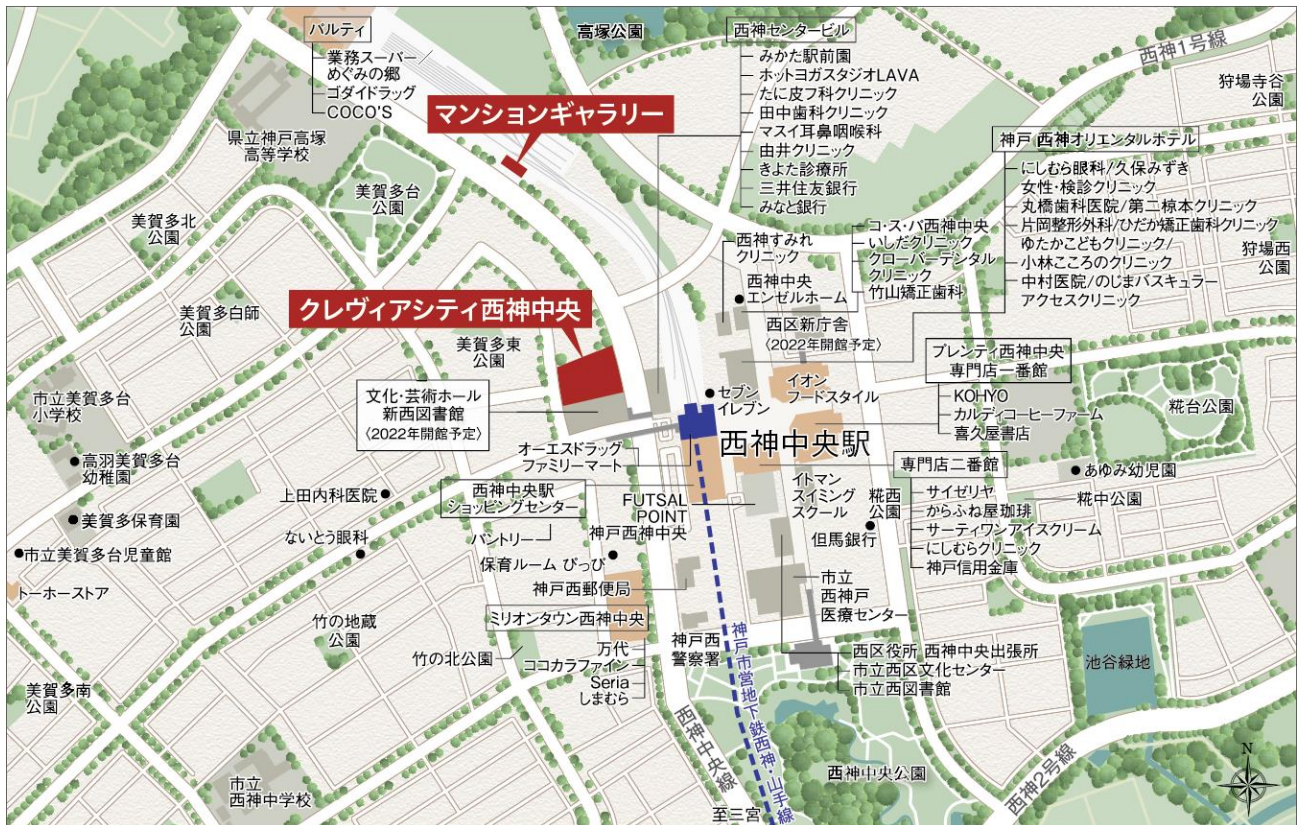 パルティ
業務スーパー／
めぐみの郷
ゴダイドラッグ
COCO'S
高塚公園
西神センタービル
みかた駅前園
ホットヨガスタジオLAVA
たに皮フ科クリニック
田中歯科クリニック
マスイ耳鼻咽喉科
由井クリニック
きよた診療所
三井住友銀行
みなと銀行
西神1号線
狩場寺谷
公園
マンションギャラリー
県立神戸高塚
高等学校
神戸 西神オリエンタルホテル
にしむら眼科/久保みずき
女性・検診クリニック
丸橋歯科医院/第二椋本クリニック
片岡整形外科/ひだか矯正歯科クリニック
ゆたかこどもクリニック/
小林こころのクリニック
中村医院/のじまバスキュラー
アクセスクリニック
狩場西
公園
美賀多台
公園
美賀多北
公園
西神すみれ
クリニック
コ・ス・パ西神中央
いしだクリニック
クローバーデンタル
クリニック
竹山矯正歯科
西神中央
エンゼルホーム
西区新庁舎
〈2022年開館予定〉
クレヴィアシティ西神中央
美賀多白師
公園
美賀多東
公園
プレンティ西神中央
専門店一番館
KOHYO
カルディコーヒーファーム
喜久屋書店
市立美賀多台
小学校
文化・芸術ホール
新西図書館
〈2022年開館予定〉
セブン
イレブン
イオン
フードスタイル
糀台公園
西神中央駅
オーエスドラッグ
ファミリーマート
高羽美賀多台
幼稚園
専門店二番館
サイゼリヤ
からふね屋珈琲
サーティワンアイスクリーム
にしむらクリニック
神戸信用金庫
あゆみ幼児園
糀中公園
上田内科医院
西神中央駅
ショッピングセンター
パントリー
FUTSAL
POINT
神戸西神中央
イトマン
スイミング
スクール
糀西
公園
但馬銀行
美賀多保育園
ないとう眼科
市立美賀多台児童館
保育ルーム ぴっぴ
トーホーストア
神戸西郵便局
市立
西神戸
医療センター
竹の地蔵
公園
ミリオンタウン西神中央
万代
ココカラファイン
Seria
しまむら
竹の北公園
神戸西
警察署
西区役所 西神中央出張所
市立西区文化センター
市立西図書館
池谷緑地
美賀多南
公園
神戸市営地下鉄西神・山手線
西神中央線
市立
西神中学校
西神中央公園
西神2号線
至三宮
N